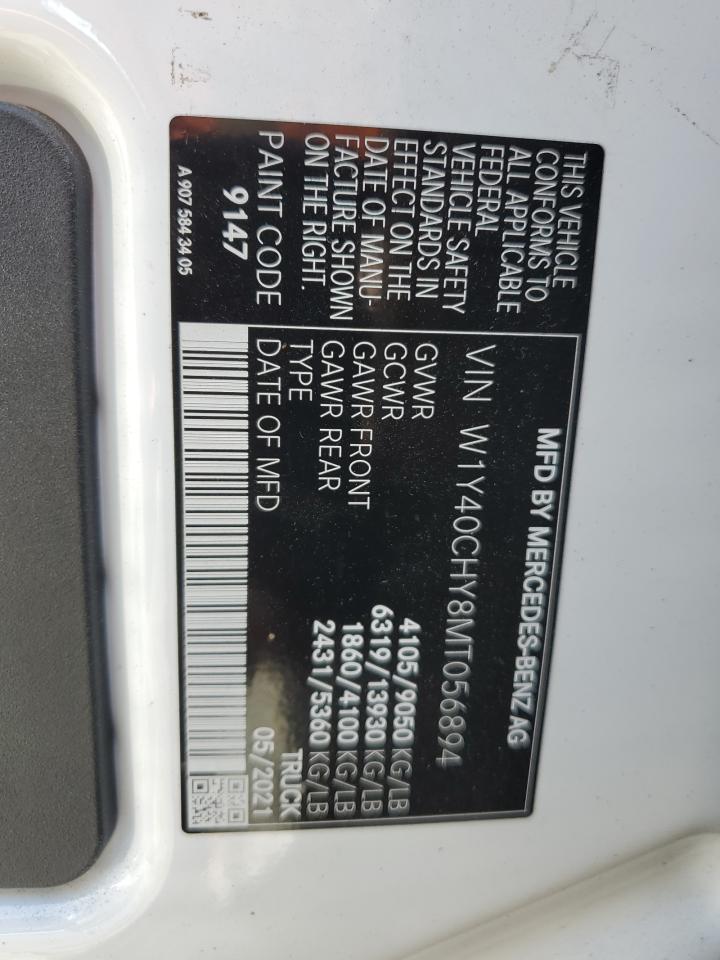 MFD BY MERCEDES-BENZ AG
VIN W1Y40CHY8MT056894
THIS VEHICLE
CONFORMS TO
ALL APPLICABLE
FEDERAL
VEHICLE SAFETY
STANDARDS IN
EFFECT ON THE
DATE OF MANU-
FACTURE SHOWN
ON THE RIGHT.
PAINT CODE
9147
GVWR 4105/9050 KG/LB
GCWR 6319/13930 KG/LB
GAWR FRONT 1860/4100 KG/LB
GAWR REAR 2431/5360 KG/LB
TYPE TRUCK
DATE OF MFD 05/2021
A 907 584 34 05